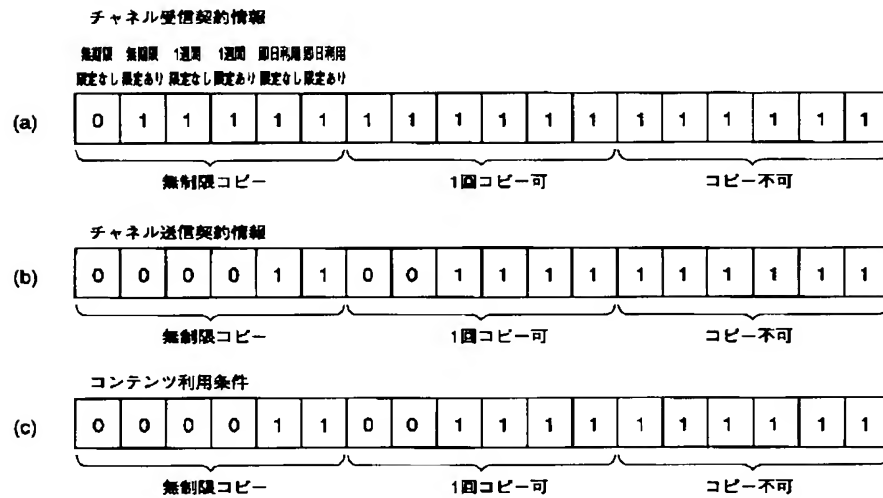 チャネル受信契約情報
無期限 無期限 1週間 1週間 即日利用 即日利用
限定なし 限定あり 限定なし 限定あり 限定なし 限定あり
(a) 0 1 1 1 1 1 1 1 1 1 1 1 1 1 1 1 1 1
無制限コピー 1回コピー可 コピー不可
チャネル送信契約情報
(b) 0 0 0 0 1 1 0 0 1 1 1 1 1 1 1 1 1 1
無制限コピー 1回コピー可 コピー不可
コンテンツ利用条件
(c) 0 0 0 0 1 1 0 0 1 1 1 1 1 1 1 1 1 1
無制限コピー 1回コピー可 コピー不可